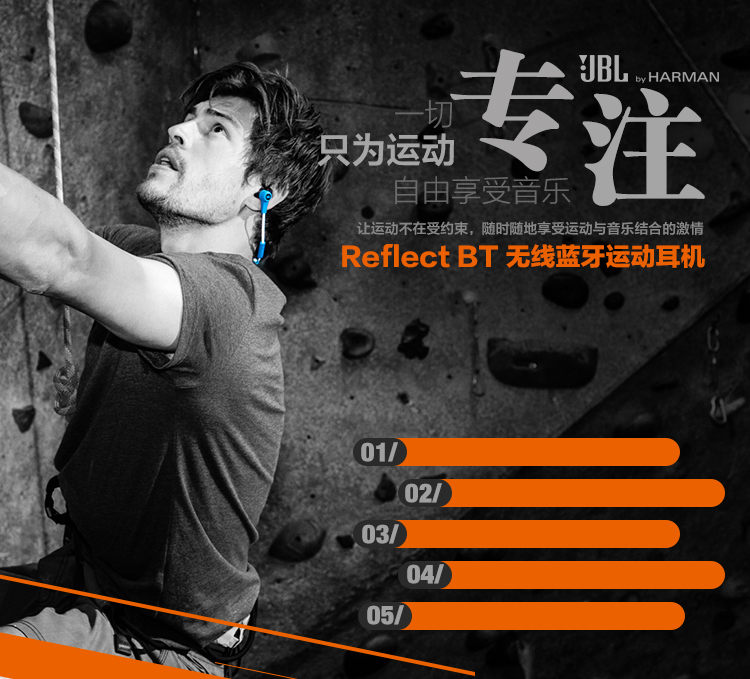 JBL by HARMAN
专注
一切
只为运动
自由享受音乐
让运动不在受约束，随时随地享受运动与音乐结合的激情
Reflect BT 无线蓝牙运动耳机
01/
02/
03/
04/
05/